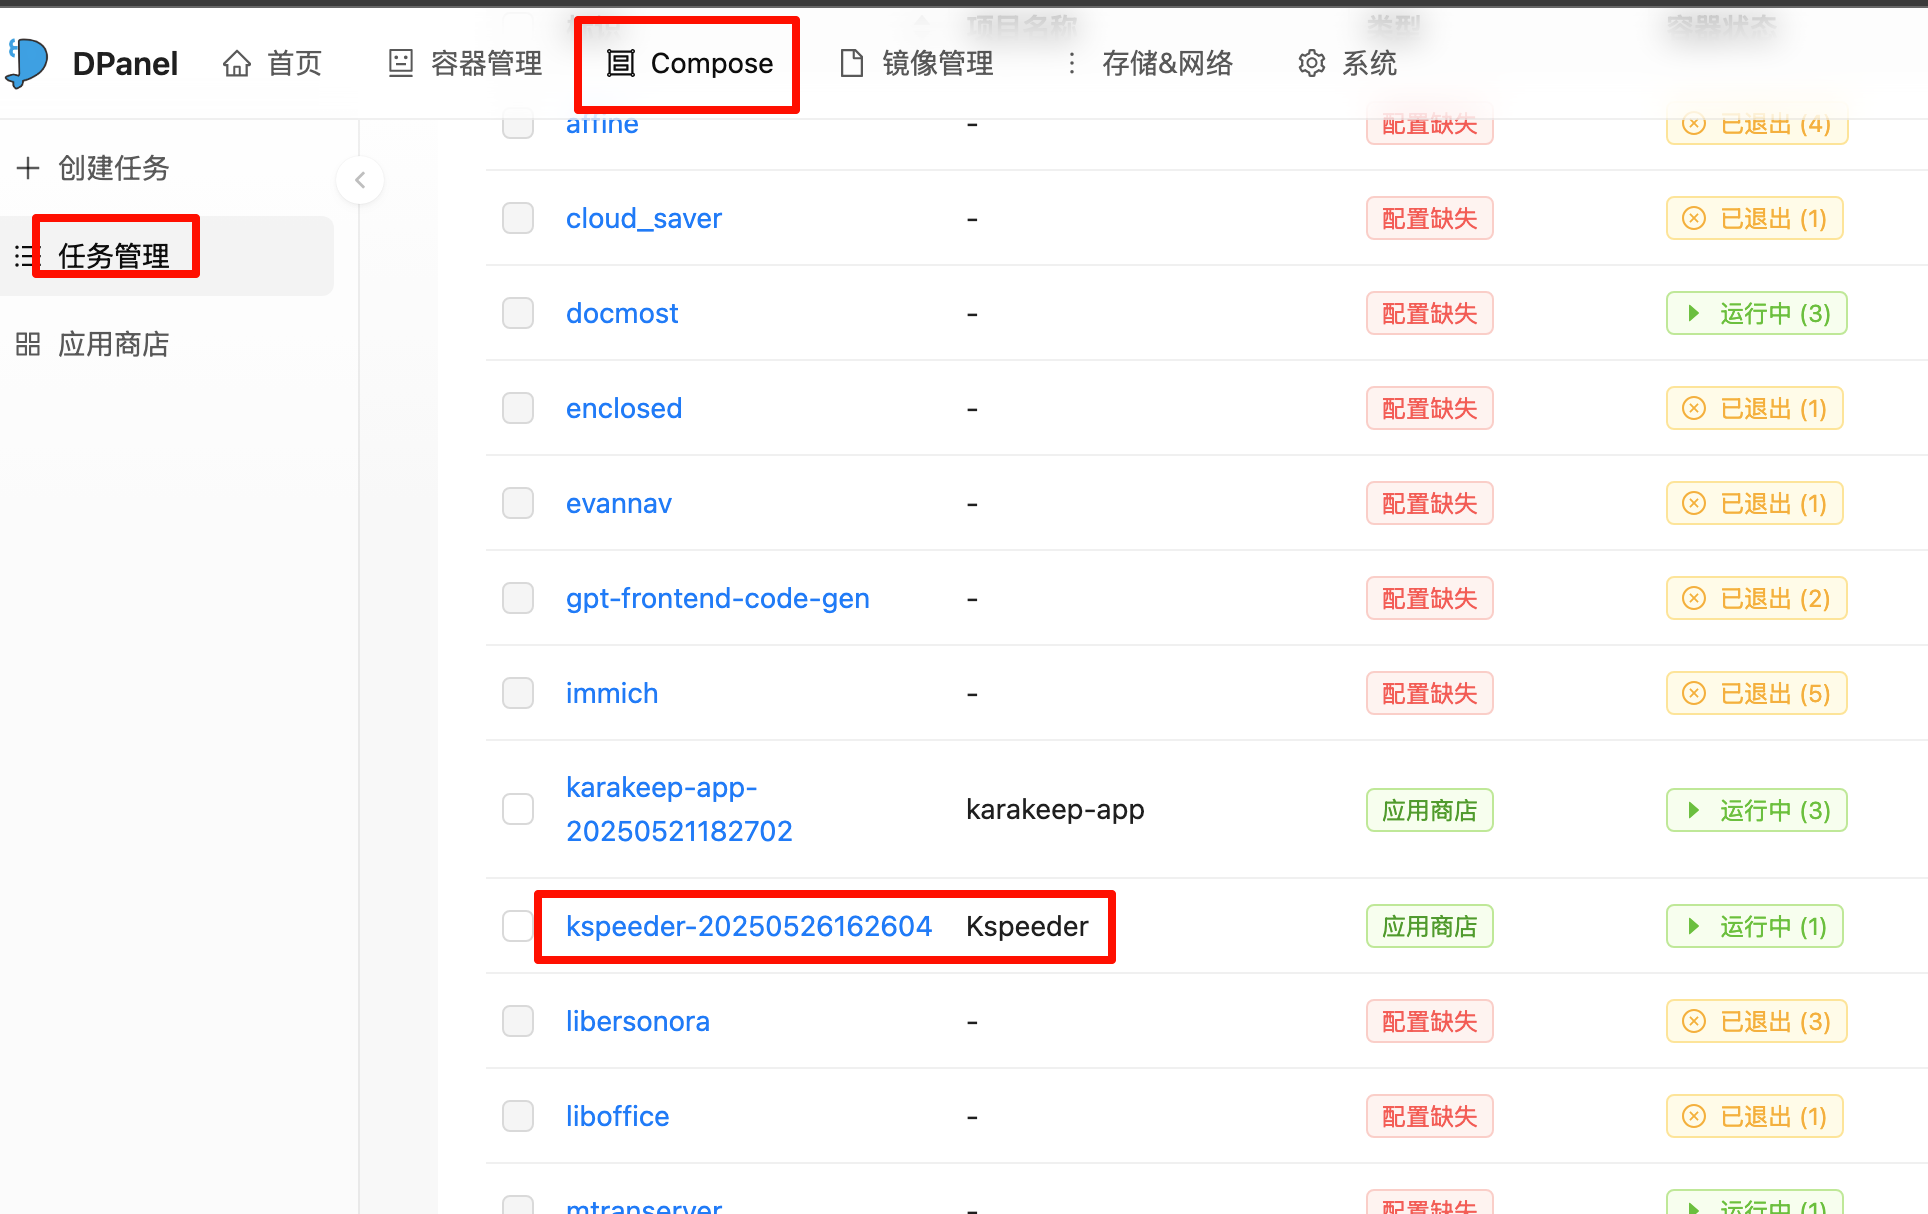 标识 项目名称 类型 容器状态
DPanel 首页 容器管理 Compose 镜像管理 存储&网络 系统
创建任务
任务管理
应用商店
affine - 配置缺失 已退出 (4)
cloud_saver - 配置缺失 已退出 (1)
docmost - 配置缺失 运行中 (3)
enclosed - 配置缺失 已退出 (1)
evannav - 配置缺失 已退出 (1)
gpt-frontend-code-gen - 配置缺失 已退出 (2)
immich - 配置缺失 已退出 (5)
karakeep-app-
20250521182702 karakeep-app 应用商店 运行中 (3)
kspeeder-20250526162604 Kspeeder 应用商店 运行中 (1)
libersonora - 配置缺失 已退出 (3)
liboffice - 配置缺失 已退出 (1)
mtranserver - 配置缺失 运行中 (1)